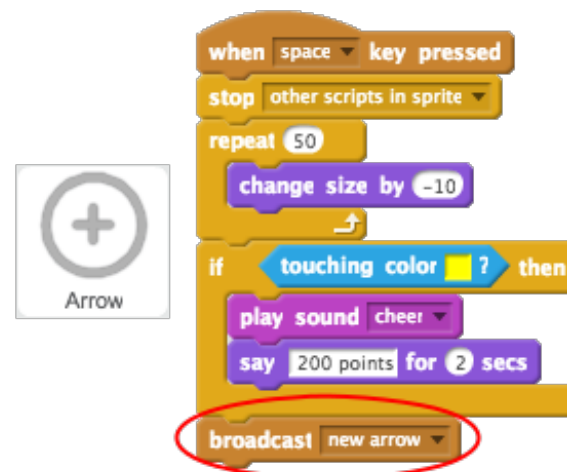 when space key pressed
stop other scripts in sprite
repeat 50
change size by -10
if touching color ? then
play sound cheer
say 200 points for 2 secs
broadcast new arrow
Arrow